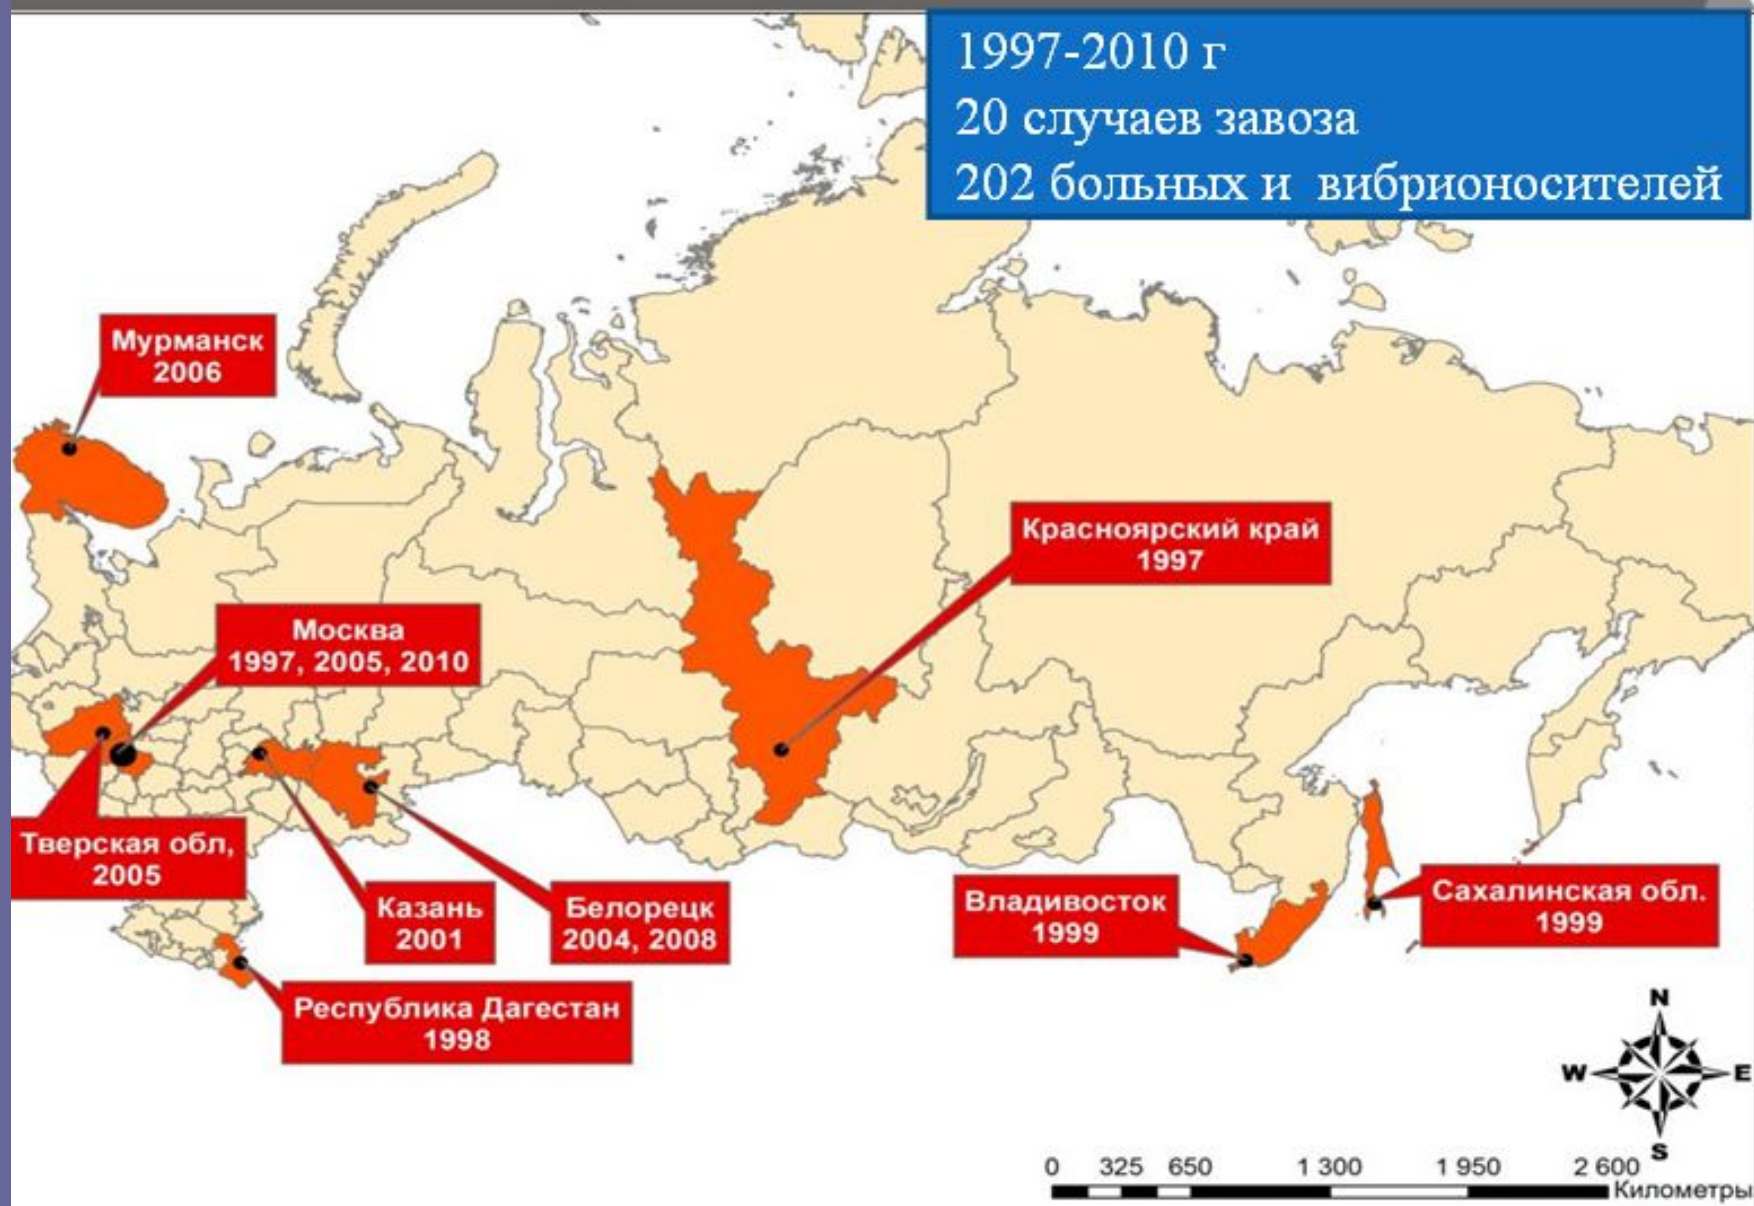 1997-2010 г
20 случаев завоза
202 больных и вибрионосителей
Мурманск
2006
Красноярский край
1997
Москва
1997, 2005, 2010
Тверская обл,
2005
Казань
2001
Белорецк
2004, 2008
Владивосток
1999
Сахалинская обл.
1999
Республика Дагестан
1998
N
W
E
S
0 325 650 1 300 1 950 2 600
Километры